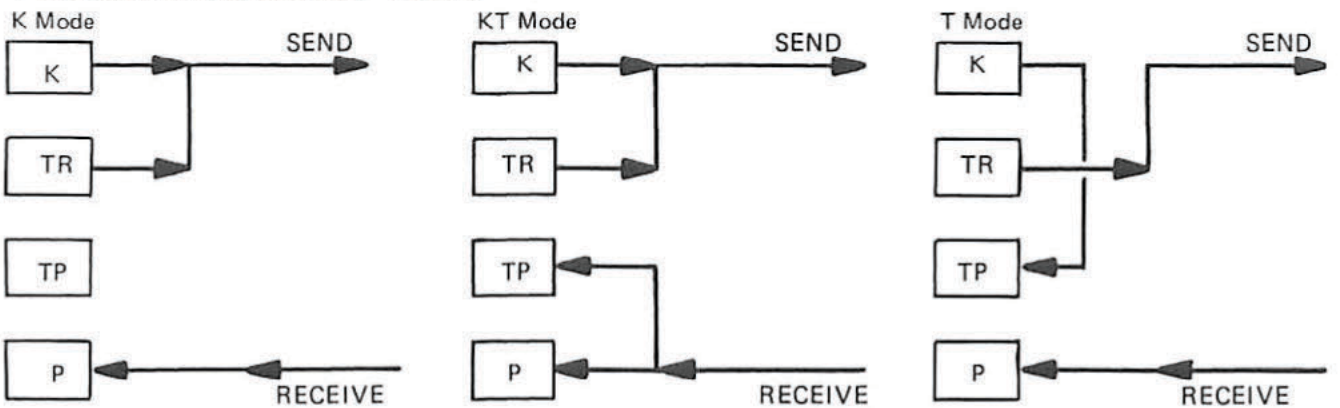 K Mode
K
SEND
TR
TP
P
RECEIVE
KT Mode
K
SEND
TR
TP
P
RECEIVE
T Mode
K
SEND
TR
TP
P
RECEIVE